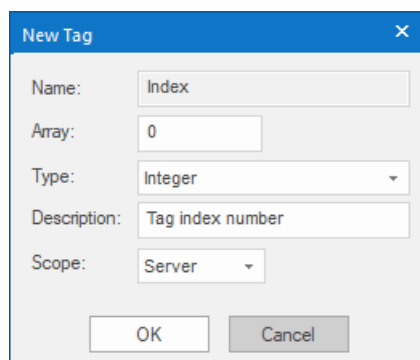 New Tag
Name: Index
Array: 0
Type: Integer
Description: Tag index number
Scope: Server
OK Cancel